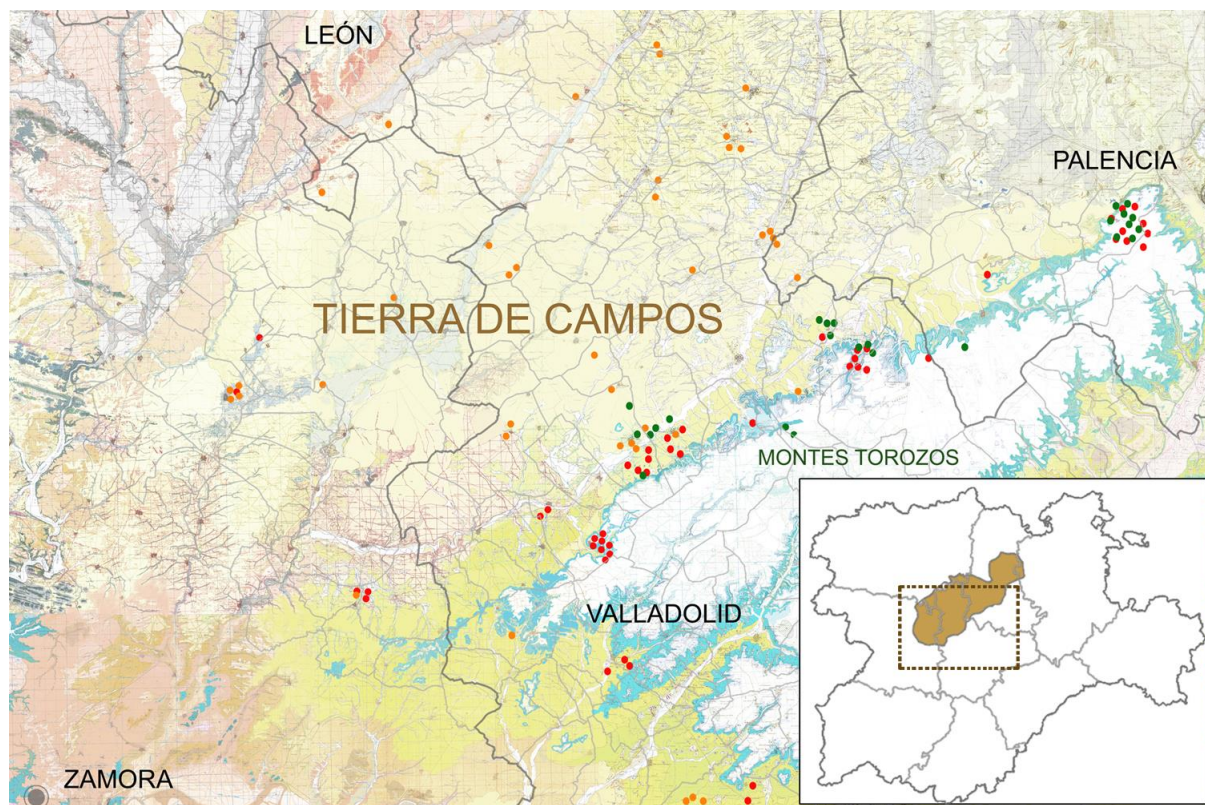 LEÓN
PALENCIA
TIERRA DE CAMPOS
MONTES TOROZOS
VALLADOLID
ZAMORA